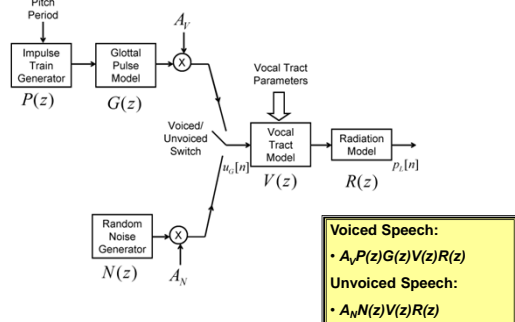 Pitch
Period
A_V
Impulse
Train
Generator
Glottal
Pulse
Model
X
P(z)
G(z)
Vocal Tract
Parameters
Voiced/
Unvoiced
Switch
u_G[n]
Vocal
Tract
Model
Radiation
Model
p_L[n]
V(z)
R(z)
Random
Noise
Generator
X
N(z)
A_N
Voiced Speech:
• A_VP(z)G(z)V(z)R(z)
Unvoiced Speech:
• A_NN(z)V(z)R(z)